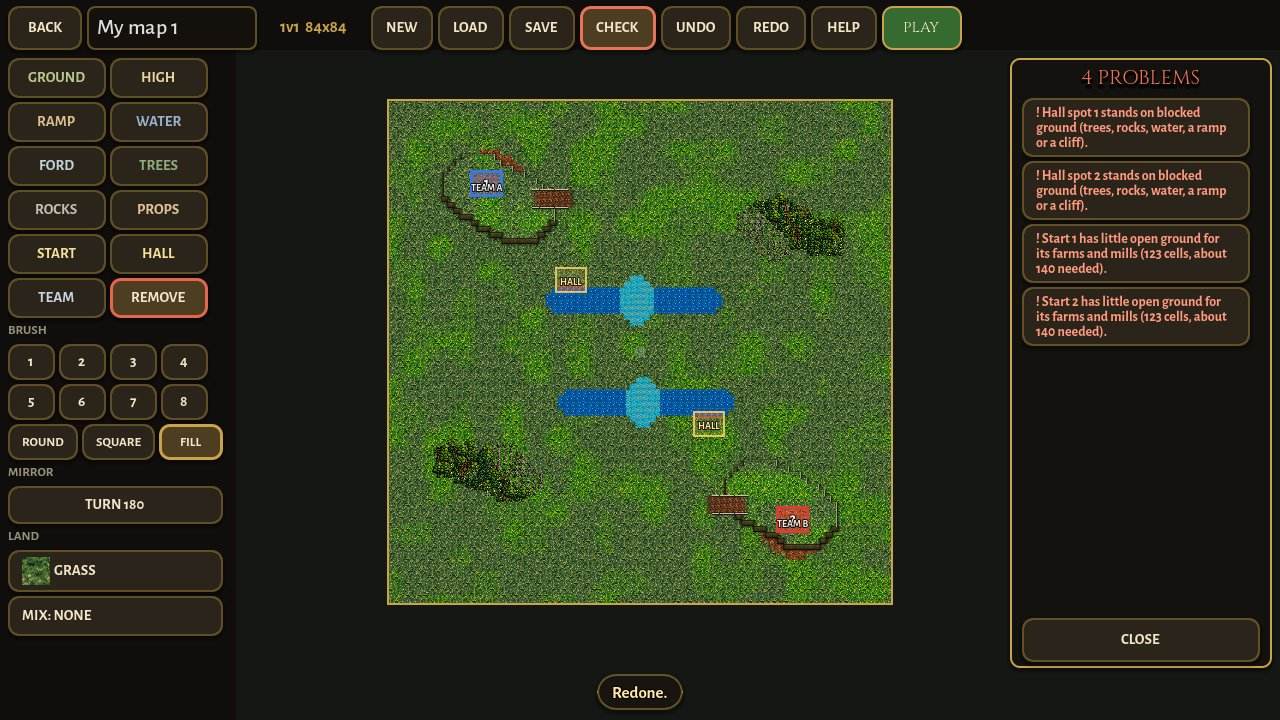 BACK
My map 1
1v1 84x84
NEW
LOAD
SAVE
CHECK
UNDO
REDO
HELP
PLAY
GROUND
HIGH
RAMP
WATER
FORD
TREES
ROCKS
PROPS
START
HALL
TEAM
REMOVE
BRUSH
1
2
3
4
5
6
7
8
ROUND
SQUARE
FILL
MIRROR
TURN 180
LAND
GRASS
MIX: NONE
1
TEAM A
HALL
HALL
2
TEAM B
Redone.
4 PROBLEMS
! Hall spot 1 stands on blocked
ground (trees, rocks, water, a ramp
or a cliff).
! Hall spot 2 stands on blocked
ground (trees, rocks, water, a ramp
or a cliff).
! Start 1 has little open ground for
its farms and mills (123 cells, about
140 needed).
! Start 2 has little open ground for
its farms and mills (123 cells, about
140 needed).
CLOSE